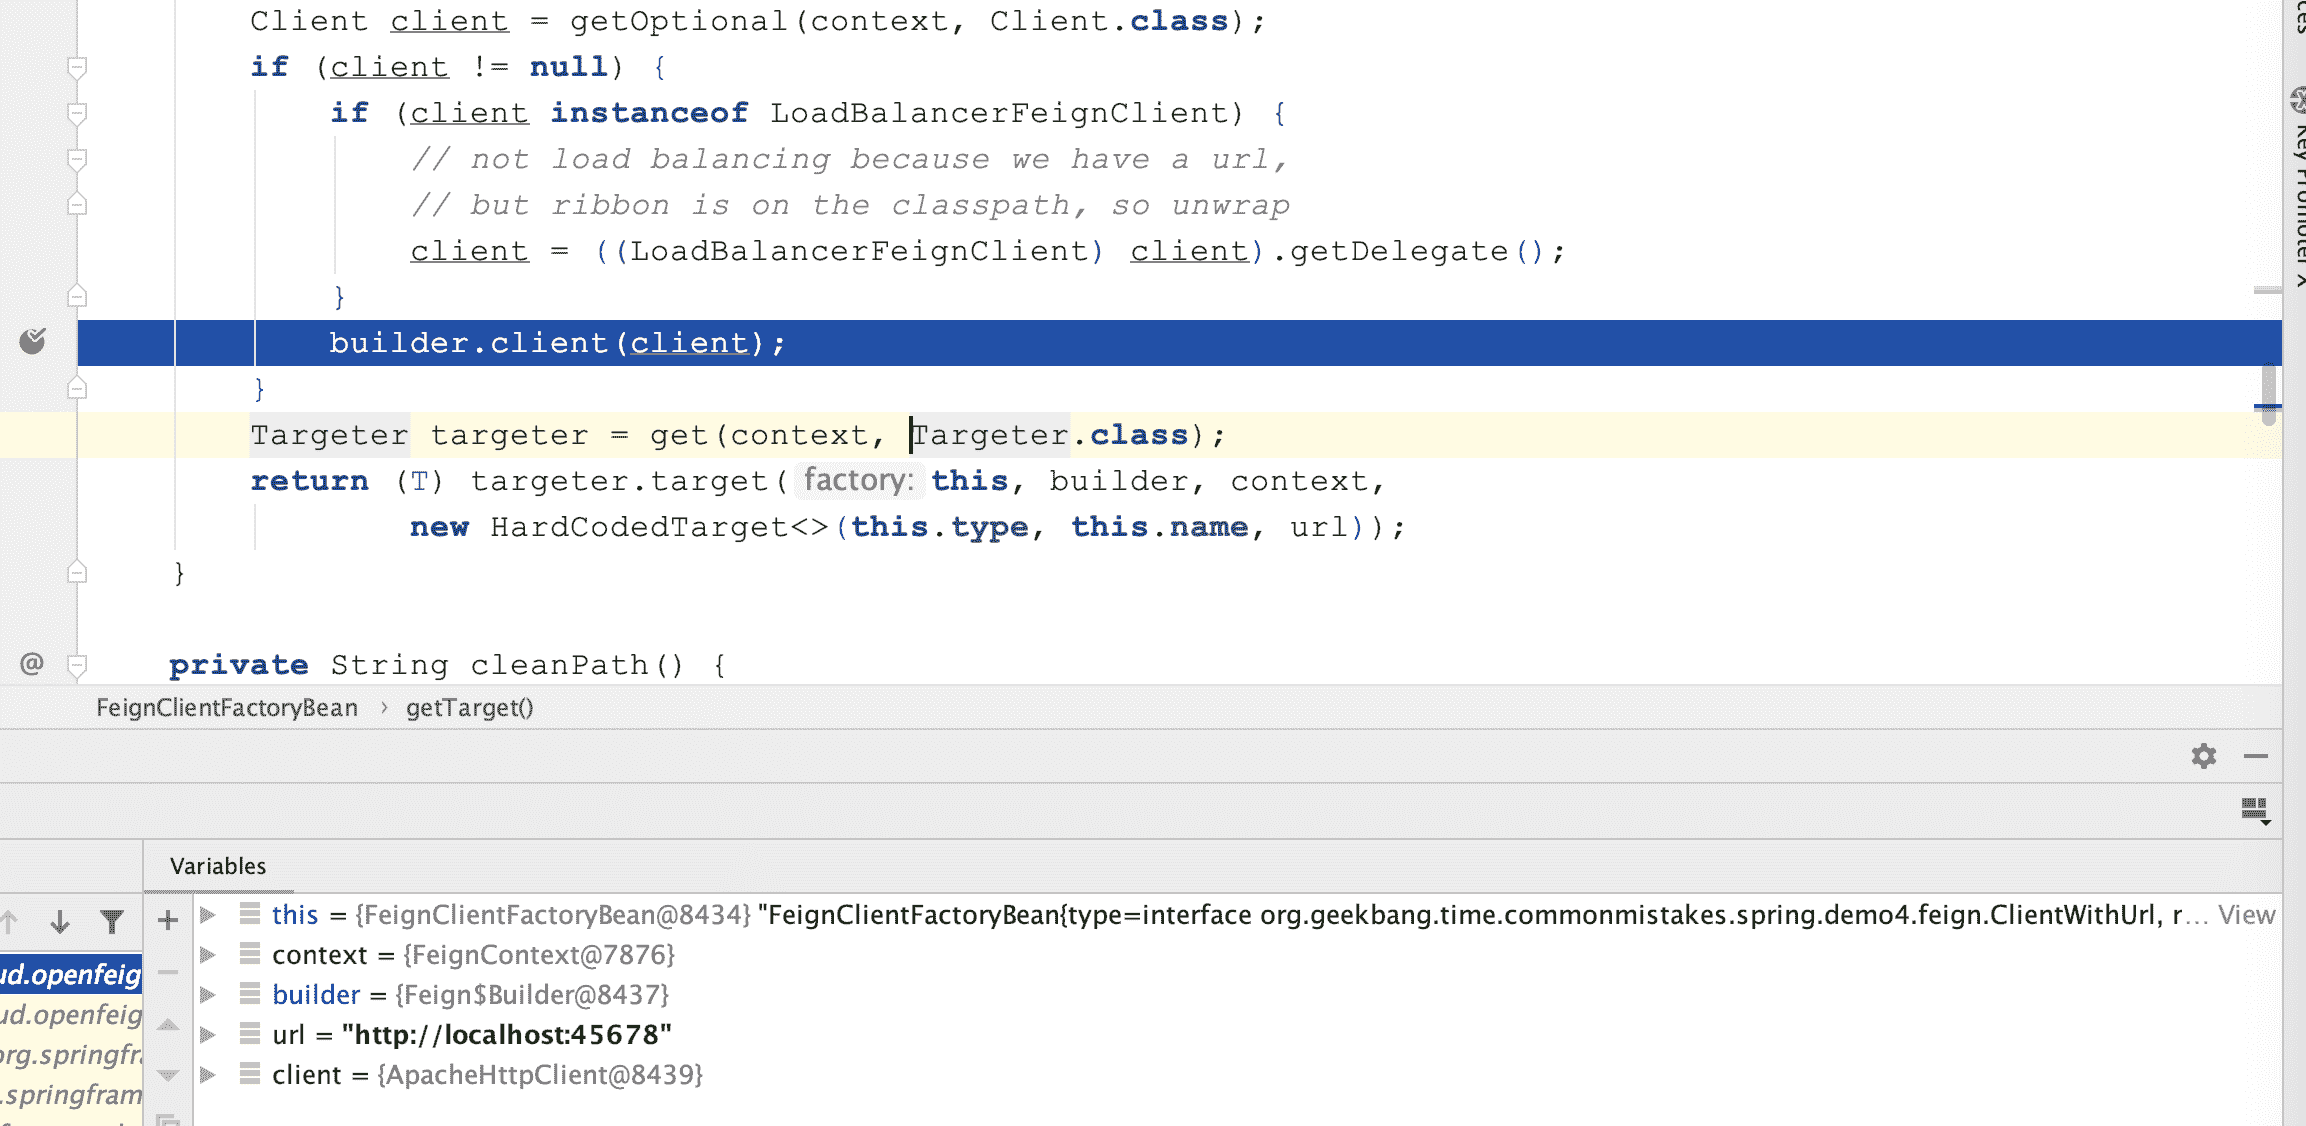 Client client = getOptional(context, Client.class);
if (client != null) {
if (client instanceof LoadBalancerFeignClient) {
// not load balancing because we have a url,
// but ribbon is on the classpath, so unwrap
client = ((LoadBalancerFeignClient) client).getDelegate();
}
builder.client(client);
}
Targeter targeter = get(context, Targeter.class);
return (T) targeter.target( factory: this, builder, context,
new HardCodedTarget<>(this.type, this.name, url));
}
@ private String cleanPath() {
FeignClientFactoryBean › getTarget()
Variables
this = {FeignClientFactoryBean@8434} "FeignClientFactoryBean{type=interface org.geekbang.time.commonmistakes.spring.demo4.feign.ClientWithUrl, r... View
context = {FeignContext@7876}
builder = {Feign$Builder@8437}
url = "http://localhost:45678"
client = {ApacheHttpClient@8439}
ud.openfeig
ud.openfeig
org.springfr
.springfram
Key Promoter X